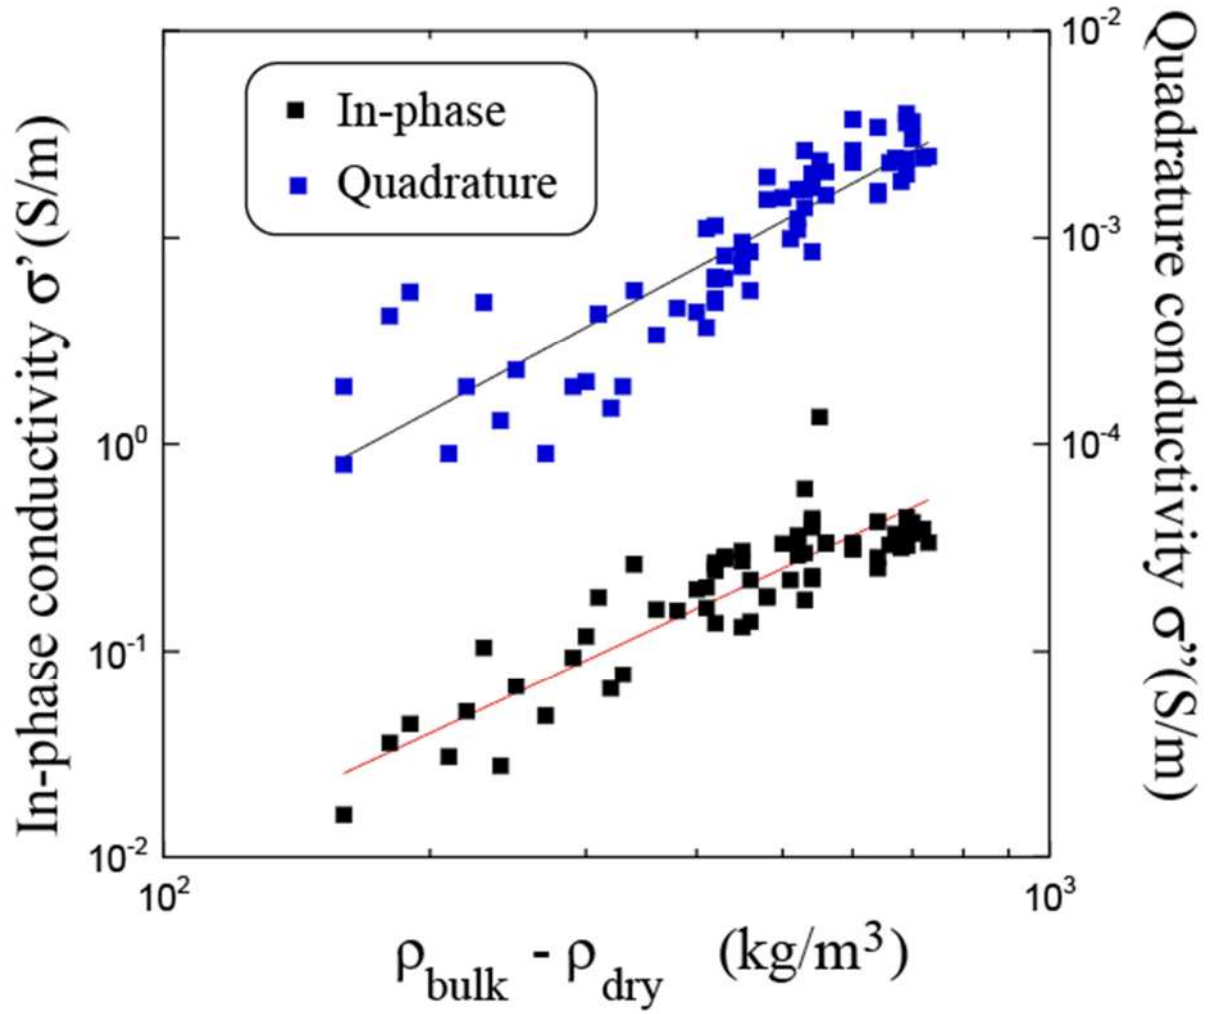 In-phase conductivity σ’(S/m)
Quadrature conductivity σ”(S/m)
In-phase
Quadrature
10⁰
10⁻¹
10⁻²
10⁻²
10⁻³
10⁻⁴
10²
10³
ρbulk - ρdry (kg/m³)